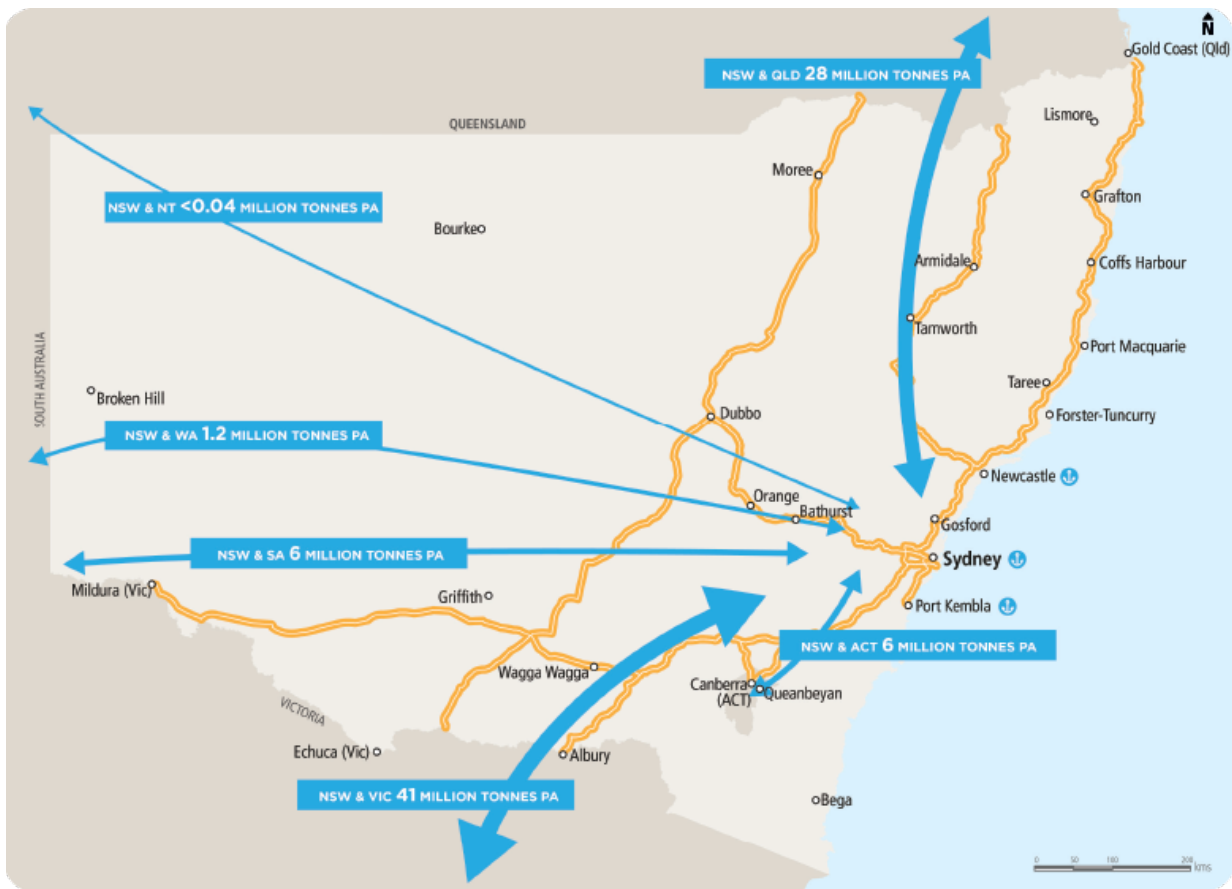 N
Gold Coast (Qld)
NSW & QLD 28 MILLION TONNES PA
Lismore
QUEENSLAND
Moree
Grafton
NSW & NT <0.04 MILLION TONNES PA
Bourke
Armidale
Coffs Harbour
Tamworth
Port Macquarie
SOUTH AUSTRALIA
Taree
Broken Hill
Dubbo
Forster-Tuncurry
NSW & WA 1.2 MILLION TONNES PA
Newcastle
Orange
Bathurst
Gosford
NSW & SA 6 MILLION TONNES PA
Sydney
Mildura (Vic)
Griffith
Port Kembla
NSW & ACT 6 MILLION TONNES PA
Wagga Wagga
Canberra
(ACT)
Queanbeyan
VICTORIA
Echuca (Vic)
Albury
NSW & VIC 41 MILLION TONNES PA
Bega
0 50 100 200
kms